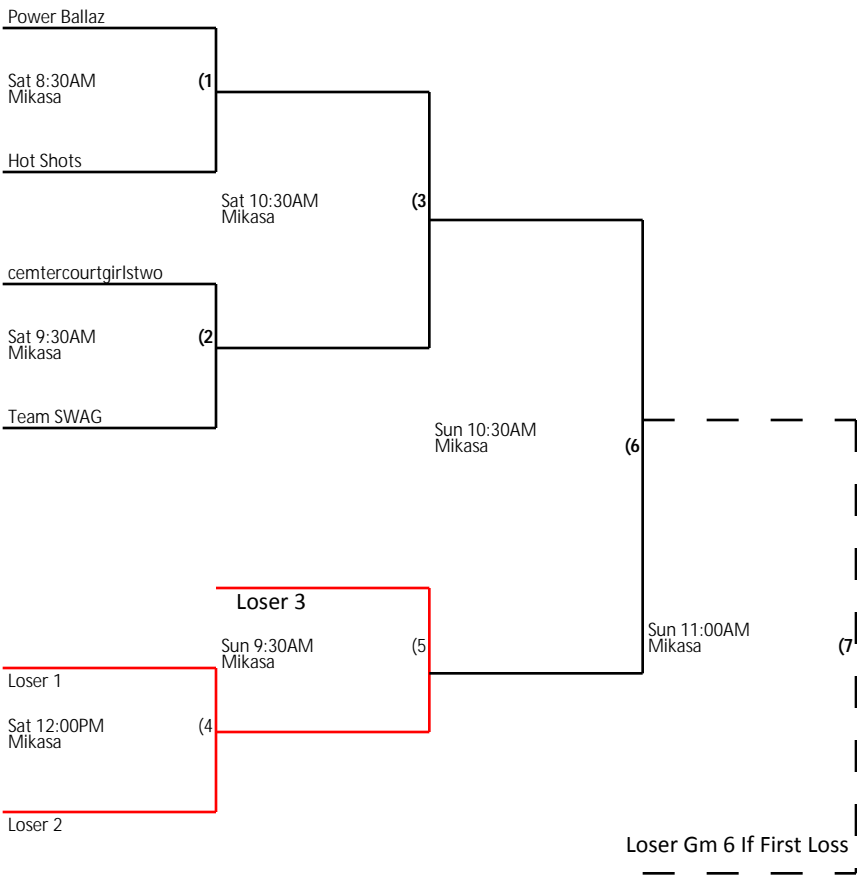 Power Ballaz
Sat 8:30AM
Mikasa
(1
Hot Shots
Sat 10:30AM
Mikasa
(3
cemtercourtgirlstwo
Sat 9:30AM
Mikasa
(2
Team SWAG
Sun 10:30AM
Mikasa
(6
Loser 3
Sun 9:30AM
Mikasa
(5
Sun 11:00AM
Mikasa
(7
Loser 1
Sat 12:00PM
Mikasa
(4
Loser 2
Loser Gm 6 If First Loss